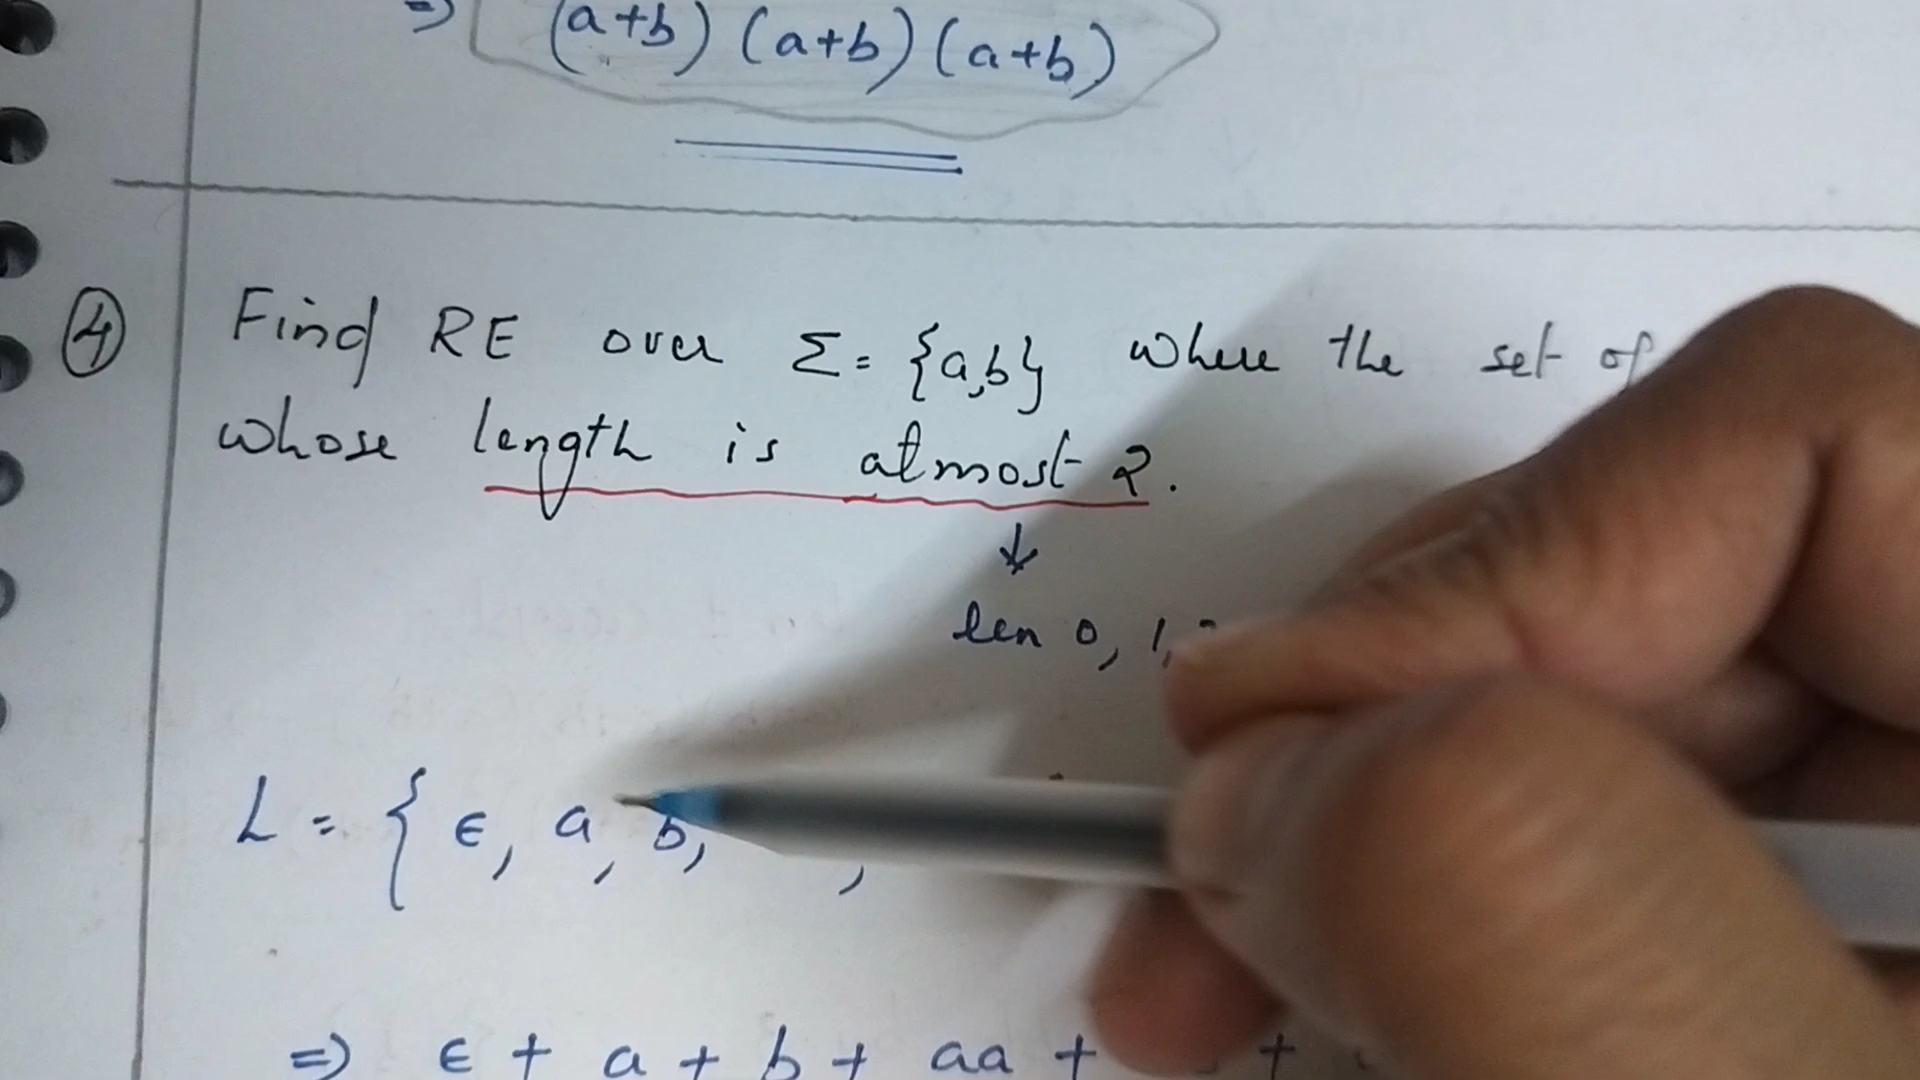 => (a+b) (a+b) (a+b)
④ Find RE over Σ = {a,b} where the set of
whose length is atmost 2.
↓
len 0, 1,
L = { ε, a, b, ,
=> ε + a + b + aa + +